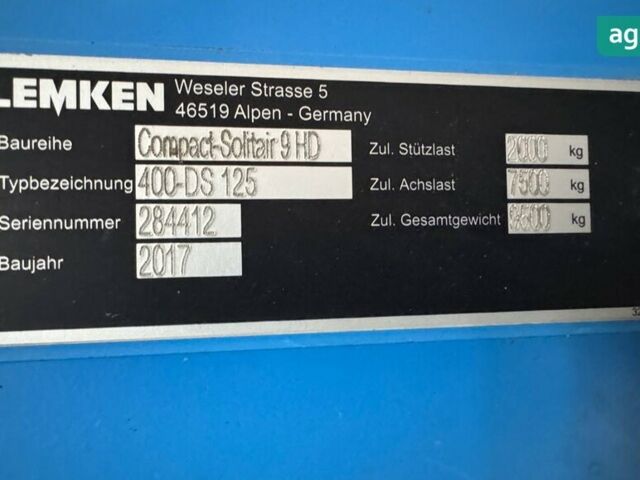 LEMKEN
Weseler Strasse 5
46519 Alpen - Germany
Baureihe Compact-Solitair 9 HD
Typbezeichnung 400-DS 125
Seriennummer 284412
Baujahr 2017
Zul. Stützlast 2000 kg
Zul. Achslast 7500 kg
Zul. Gesamtgewicht kg
ag